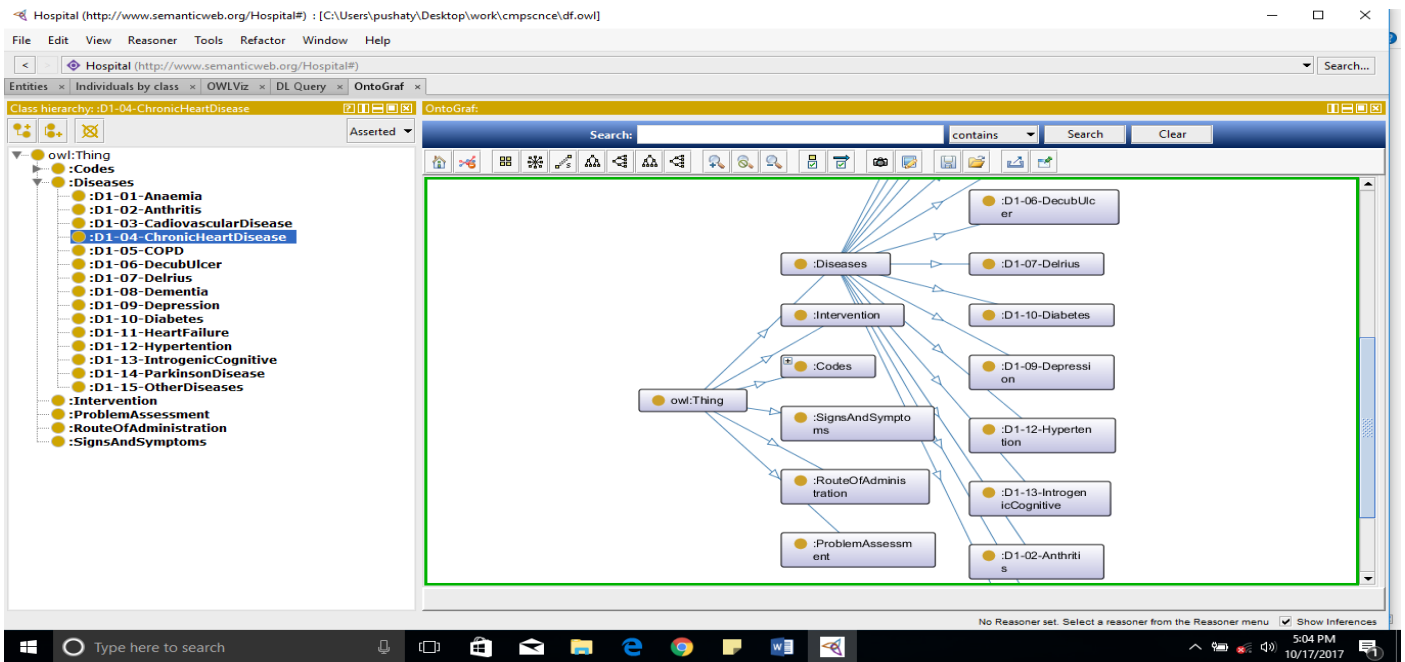 Hospital (http://www.semanticweb.org/Hospital#) : [C:\Users\pushaty\Desktop\work\cmpscnce\df.owl]
File Edit View Reasoner Tools Refactor Window Help
< > Hospital (http://www.semanticweb.org/Hospital#) Search...
Entities × Individuals by class × OWLViz × DL Query × OntoGraf ×
Class hierarchy: :D1-04-ChronicHeartDisease
Asserted
owl:Thing
:Codes
:Diseases
:D1-01-Anaemia
:D1-02-Anthritis
:D1-03-CadiovascularDisease
:D1-04-ChronicHeartDisease
:D1-05-COPD
:D1-06-DecubUlcer
:D1-07-Delrius
:D1-08-Dementia
:D1-09-Depression
:D1-10-Diabetes
:D1-11-HeartFailure
:D1-12-Hypertention
:D1-13-IntrogenicCognitive
:D1-14-ParkinsonDisease
:D1-15-OtherDiseases
:Intervention
:ProblemAssessment
:RouteOfAdministration
:SignsAndSymptoms
OntoGraf:
Search: contains Search Clear
owl:Thing
:Diseases
:Intervention
:Codes
:SignsAndSympto
ms
:RouteOfAdminis
tration
:ProblemAssessm
ent
:D1-06-DecubUlc
er
:D1-07-Delrius
:D1-10-Diabetes
:D1-09-Depressi
on
:D1-12-Hyperten
tion
:D1-13-Introgen
icCognitive
:D1-02-Anthriti
s
No Reasoner set. Select a reasoner from the Reasoner menu Show Inferences
Type here to search
5:04 PM
10/17/2017